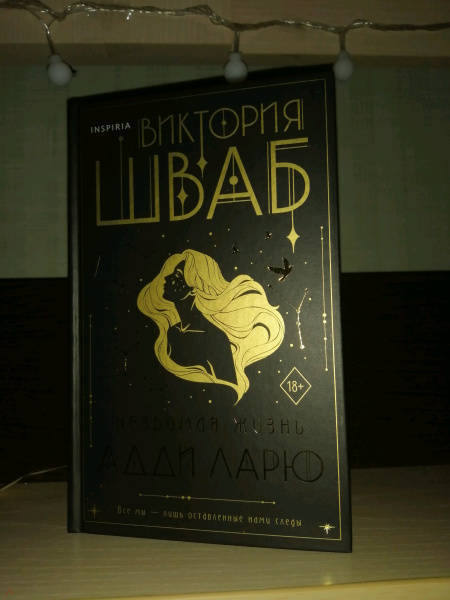 INSPIRIA
ВИКТОРИЯ
ШВАБ
18+
НЕЗРИМАЯ ЖИЗНЬ
АДДИ ЛАРЮ
ВСЕ МЫ — ЛИШЬ ОСТАВЛЕННЫЕ НАМИ СЛЕДЫ